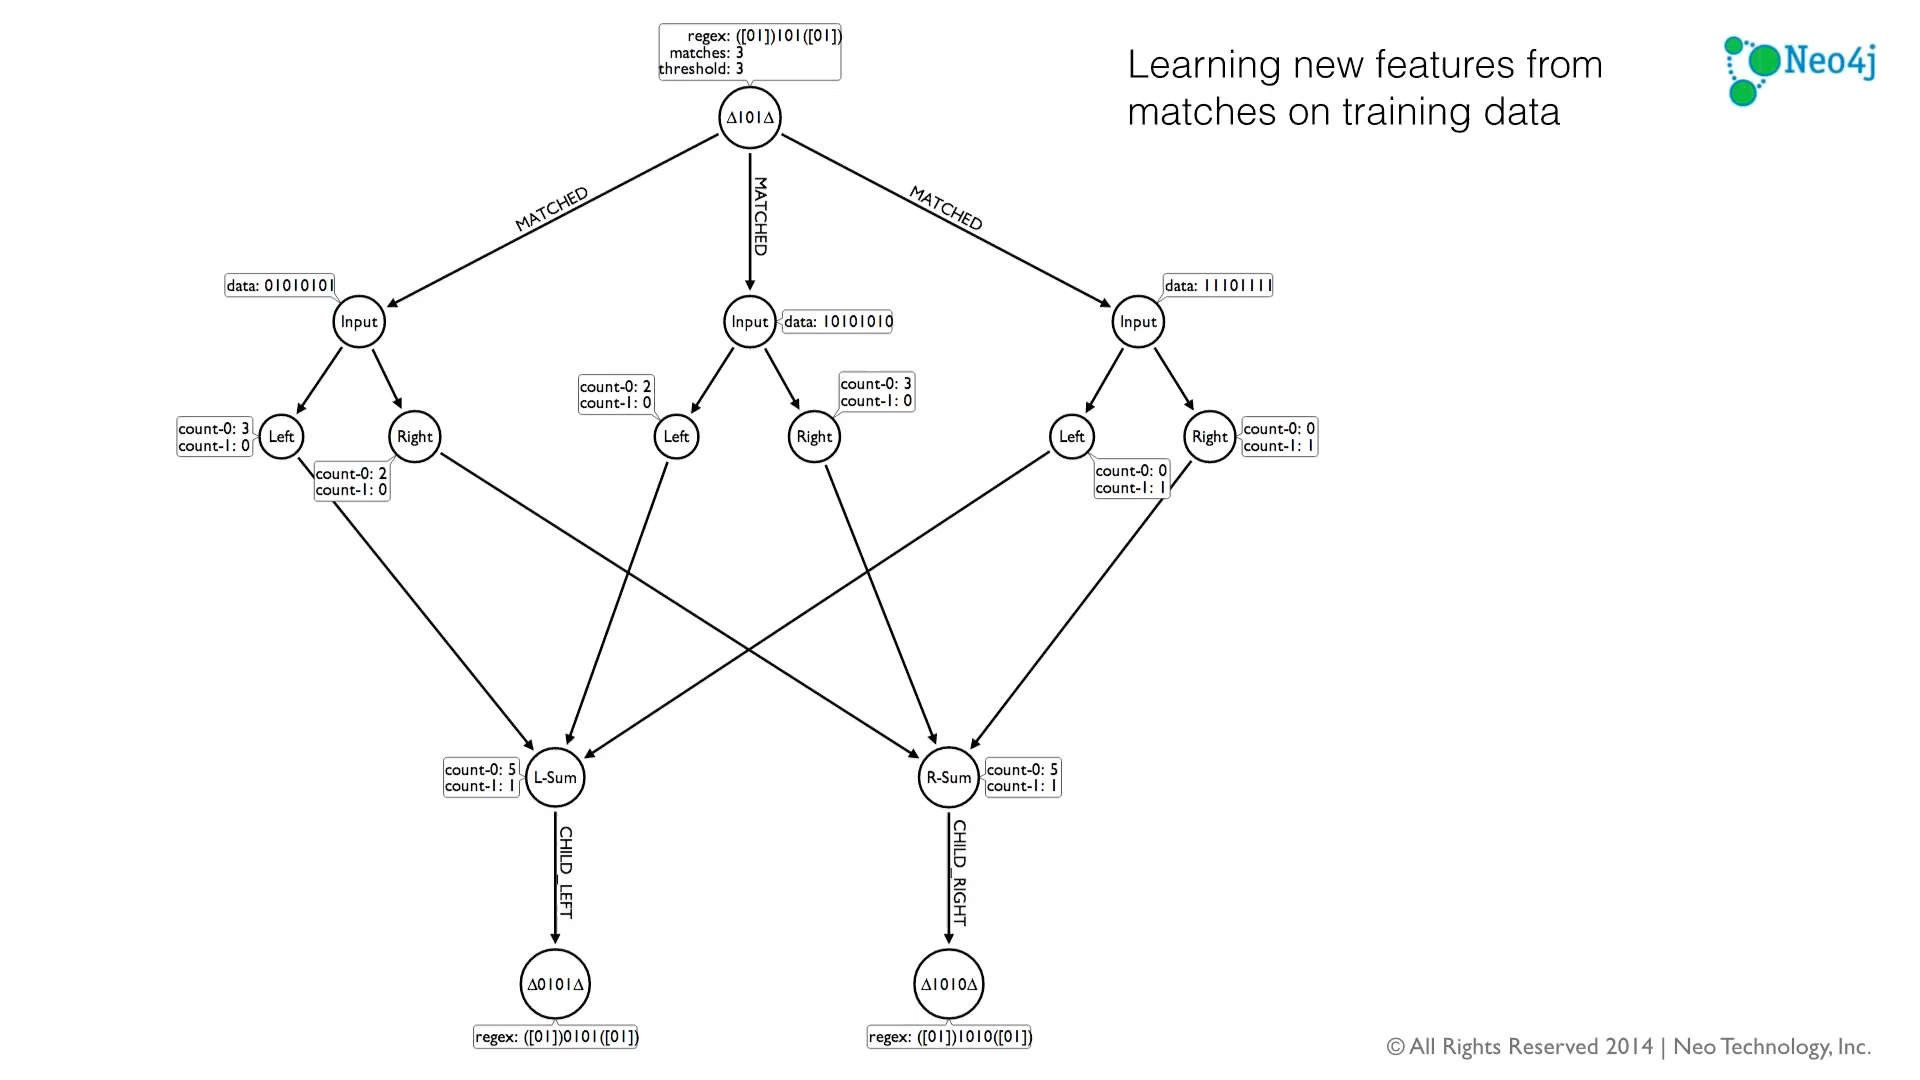 regex: ([01])101([01])
matches: 3
threshold: 3
Learning new features from
matches on training data
Neo4j
Δ101Δ
MATCHED
MATCHED
MATCHED
data: 01010101
Input
Input
data: 10101010
data: 11101111
Input
count-0: 3
count-1: 0
Left
Right
count-0: 2
count-1: 0
count-0: 2
count-1: 0
Left
Right
count-0: 3
count-1: 0
Left
count-0: 0
count-1: 1
Right
count-0: 0
count-1: 1
count-0: 5
count-1: 1
L-Sum
R-Sum
count-0: 5
count-1: 1
CHILD_LEFT
CHILD_RIGHT
Δ0101Δ
Δ1010Δ
regex: ([01])0101([01])
regex: ([01])1010([01])
© All Rights Reserved 2014 | Neo Technology, Inc.